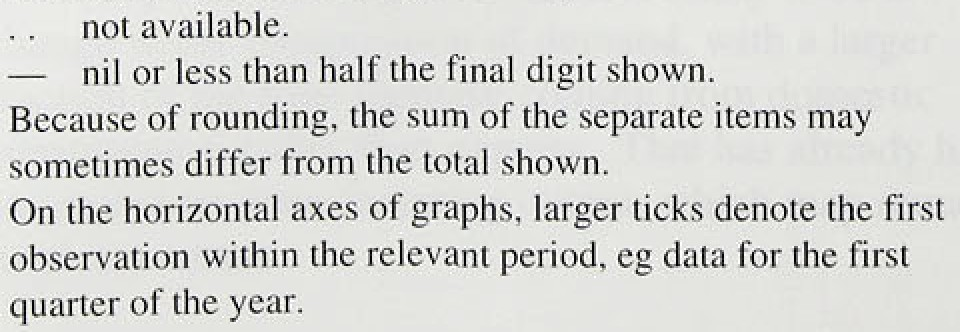 . . not available.
— nil or less than half the final digit shown.
Because of rounding, the sum of the separate items may
sometimes differ from the total shown.
On the horizontal axes of graphs, larger ticks denote the first
observation within the relevant period, eg data for the first
quarter of the year.